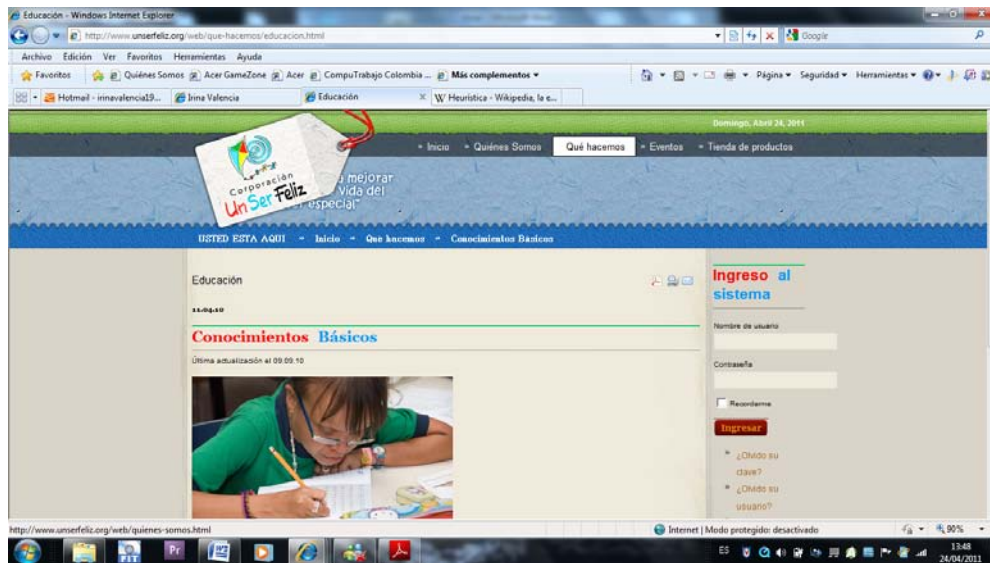 Educación - Windows Internet Explorer
http://www.unserfeliz.org/web/que-hacemos/educacion.html
Google
Archivo Edición Ver Favoritos Herramientas Ayuda
Favoritos Quiénes Somos Acer GameZone Acer CompuTrabajo Colombia ... Más complementos Página Seguridad Herramientas
Hotmail - irinavalencia19... Irina Valencia Educación Heurística - Wikipedia, la e...
Domingo, Abril 24, 2011
Inicio Quiénes Somos Qué hacemos Eventos Tienda de productos
Corporación
Un Ser Feliz
mejorar
vida del
especial"
USTED ESTA AQUI Inicio Que hacemos Conocimientos Básicos
Educación
11.04.10
Conocimientos Básicos
Última actualización el 09.09.10
Ingreso al
sistema
Nombre de usuario
Contraseña
Recordarme
Ingresar
¿Olvido su
clave?
¿Olvido su
usuario?
http://www.unserfeliz.org/web/quienes-somos.html
Internet | Modo protegido: desactivado
90%
PIT
Pr
ES
13:48
24/04/2011